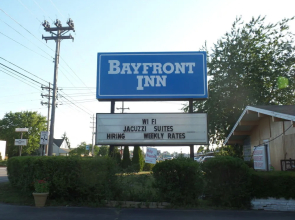 BAYFRONT
INN
WI FI
JACUZZI SUITES
HIRING WEEKLY RATES